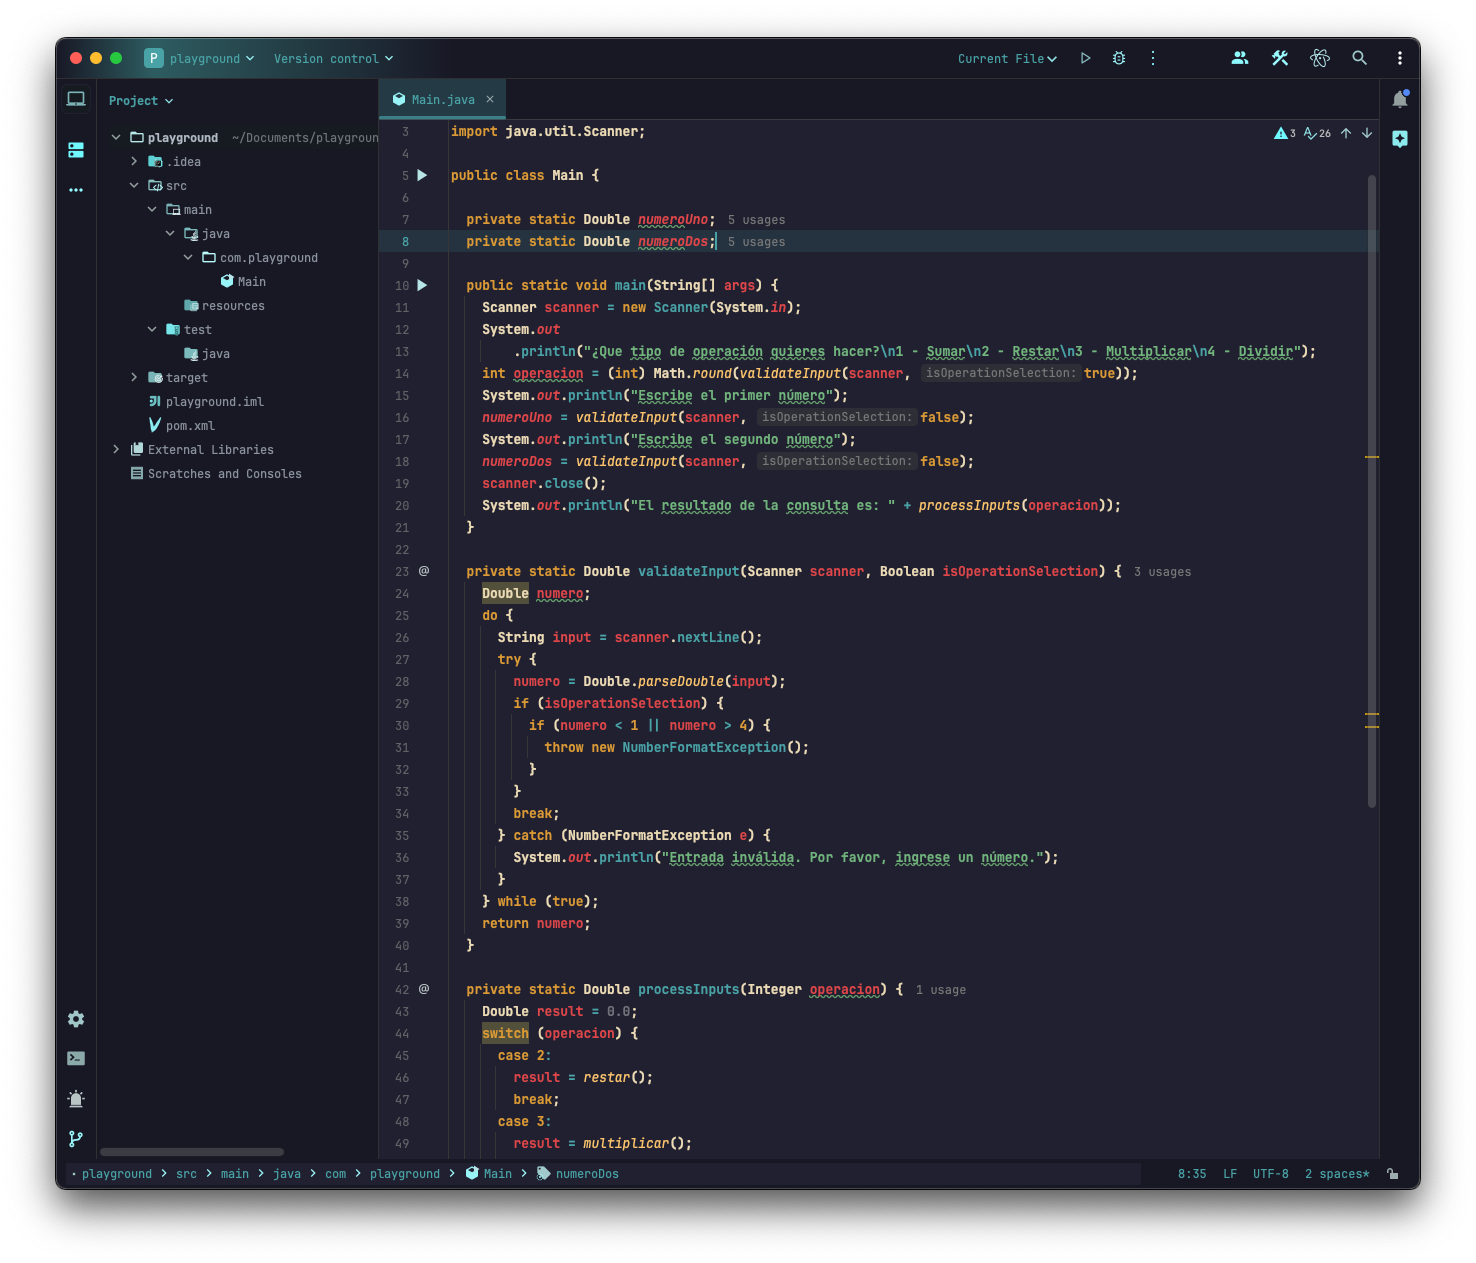 P playground Version control Current File
Project
Main.java ×
playground ~/Documents/playgroun
.idea
src
main
java
com.playground
Main
resources
test
java
target
playground.iml
pom.xml
External Libraries
Scratches and Consoles
3 26
3 import java.util.Scanner;
4
5 public class Main {
6
7 private static Double numeroUno; 5 usages
8 private static Double numeroDos; 5 usages
9
10 public static void main(String[] args) {
11 Scanner scanner = new Scanner(System.in);
12 System.out
13 .println("¿Que tipo de operación quieres hacer?\n1 - Sumar\n2 - Restar\n3 - Multiplicar\n4 - Dividir");
14 int operacion = (int) Math.round(validateInput(scanner, isOperationSelection: true));
15 System.out.println("Escribe el primer número");
16 numeroUno = validateInput(scanner, isOperationSelection: false);
17 System.out.println("Escribe el segundo número");
18 numeroDos = validateInput(scanner, isOperationSelection: false);
19 scanner.close();
20 System.out.println("El resultado de la consulta es: " + processInputs(operacion));
21 }
22
23 @ private static Double validateInput(Scanner scanner, Boolean isOperationSelection) { 3 usages
24 Double numero;
25 do {
26 String input = scanner.nextLine();
27 try {
28 numero = Double.parseDouble(input);
29 if (isOperationSelection) {
30 if (numero < 1 || numero > 4) {
31 throw new NumberFormatException();
32 }
33 }
34 break;
35 } catch (NumberFormatException e) {
36 System.out.println("Entrada inválida. Por favor, ingrese un número.");
37 }
38 } while (true);
39 return numero;
40 }
41
42 @ private static Double processInputs(Integer operacion) { 1 usage
43 Double result = 0.0;
44 switch (operacion) {
45 case 2:
46 result = restar();
47 break;
48 case 3:
49 result = multiplicar();
playground > src > main > java > com > playground > Main > numeroDos 8:35 LF UTF-8 2 spaces*